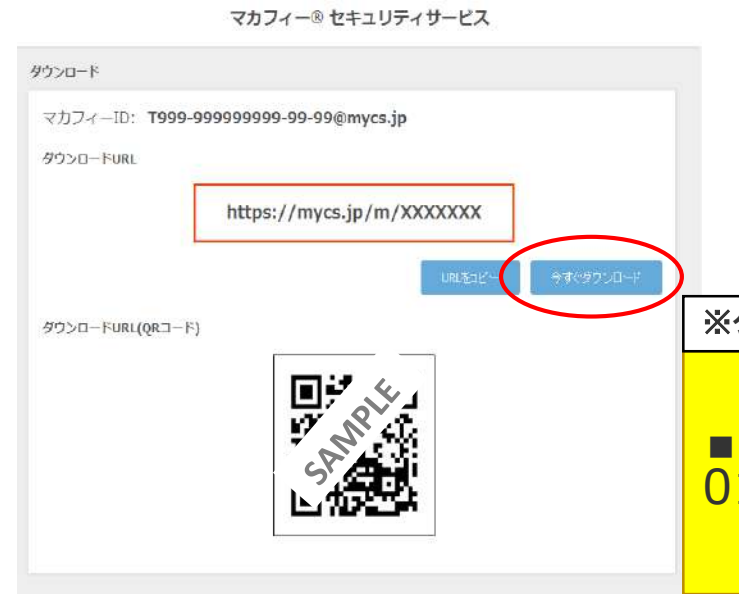 マカフィー® セキュリティサービス
ダウンロード
マカフィーID: T999-999999999-99-99@mycs.jp
ダウンロードURL
https://mycs.jp/m/XXXXXXX
URLをコピー
今すぐダウンロード
ダウンロードURL(QRコード)
SAMPLE
※
■
0